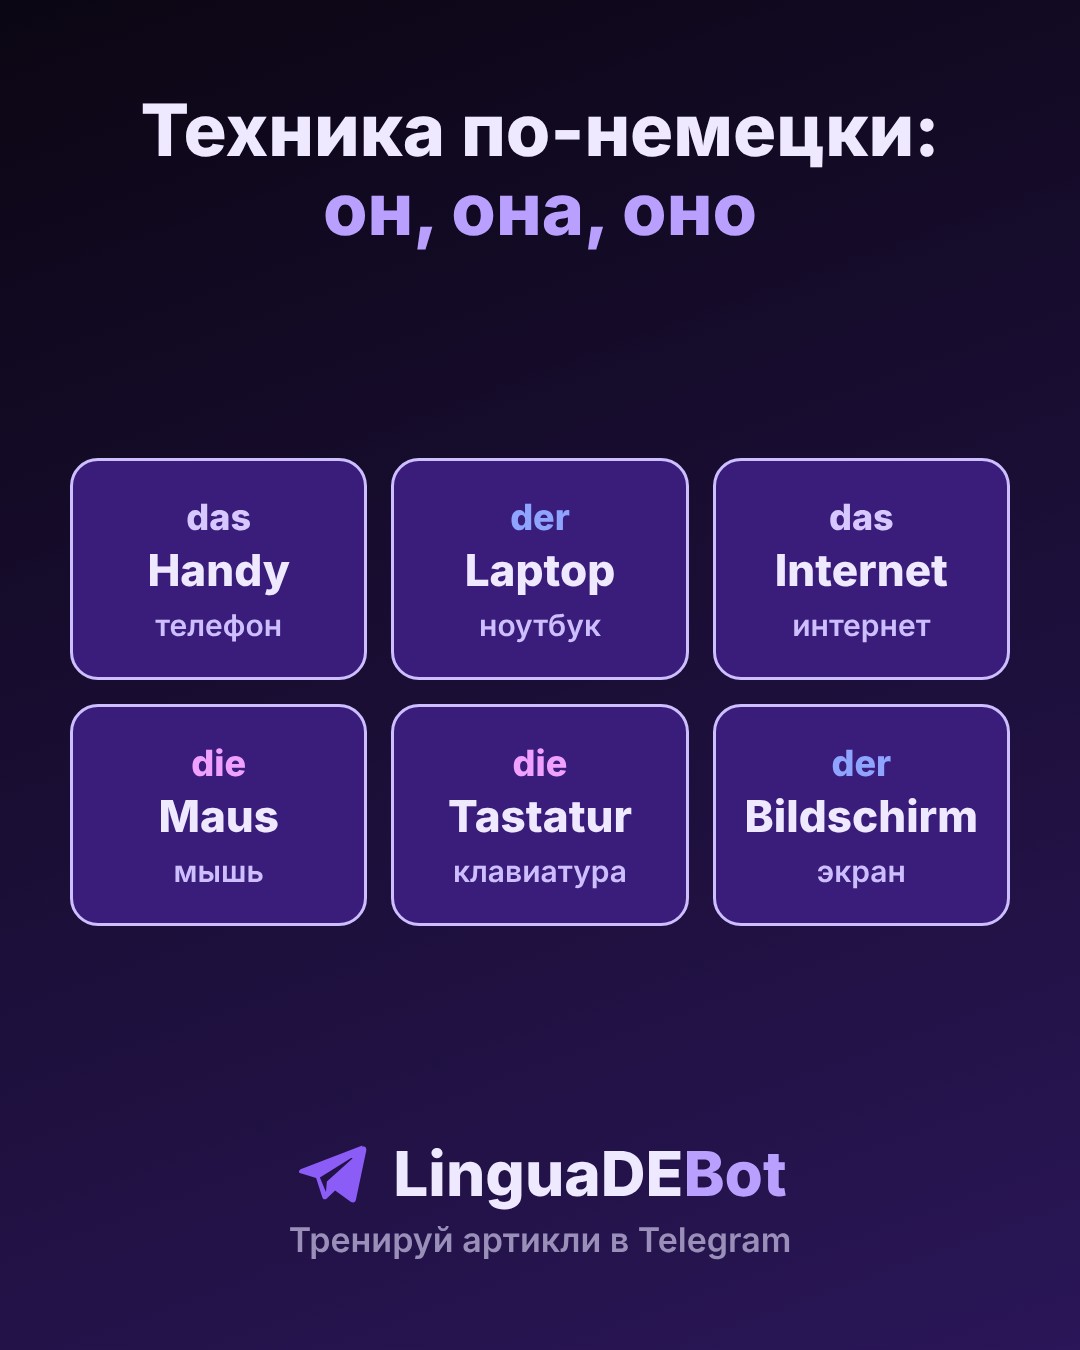 Техника по-немецки:
он, она, оно
das
Handy
телефон
der
Laptop
ноутбук
das
Internet
интернет
die
Maus
мышь
die
Tastatur
клавиатура
der
Bildschirm
экран
LinguaDEBot
Тренируй артикли в Telegram